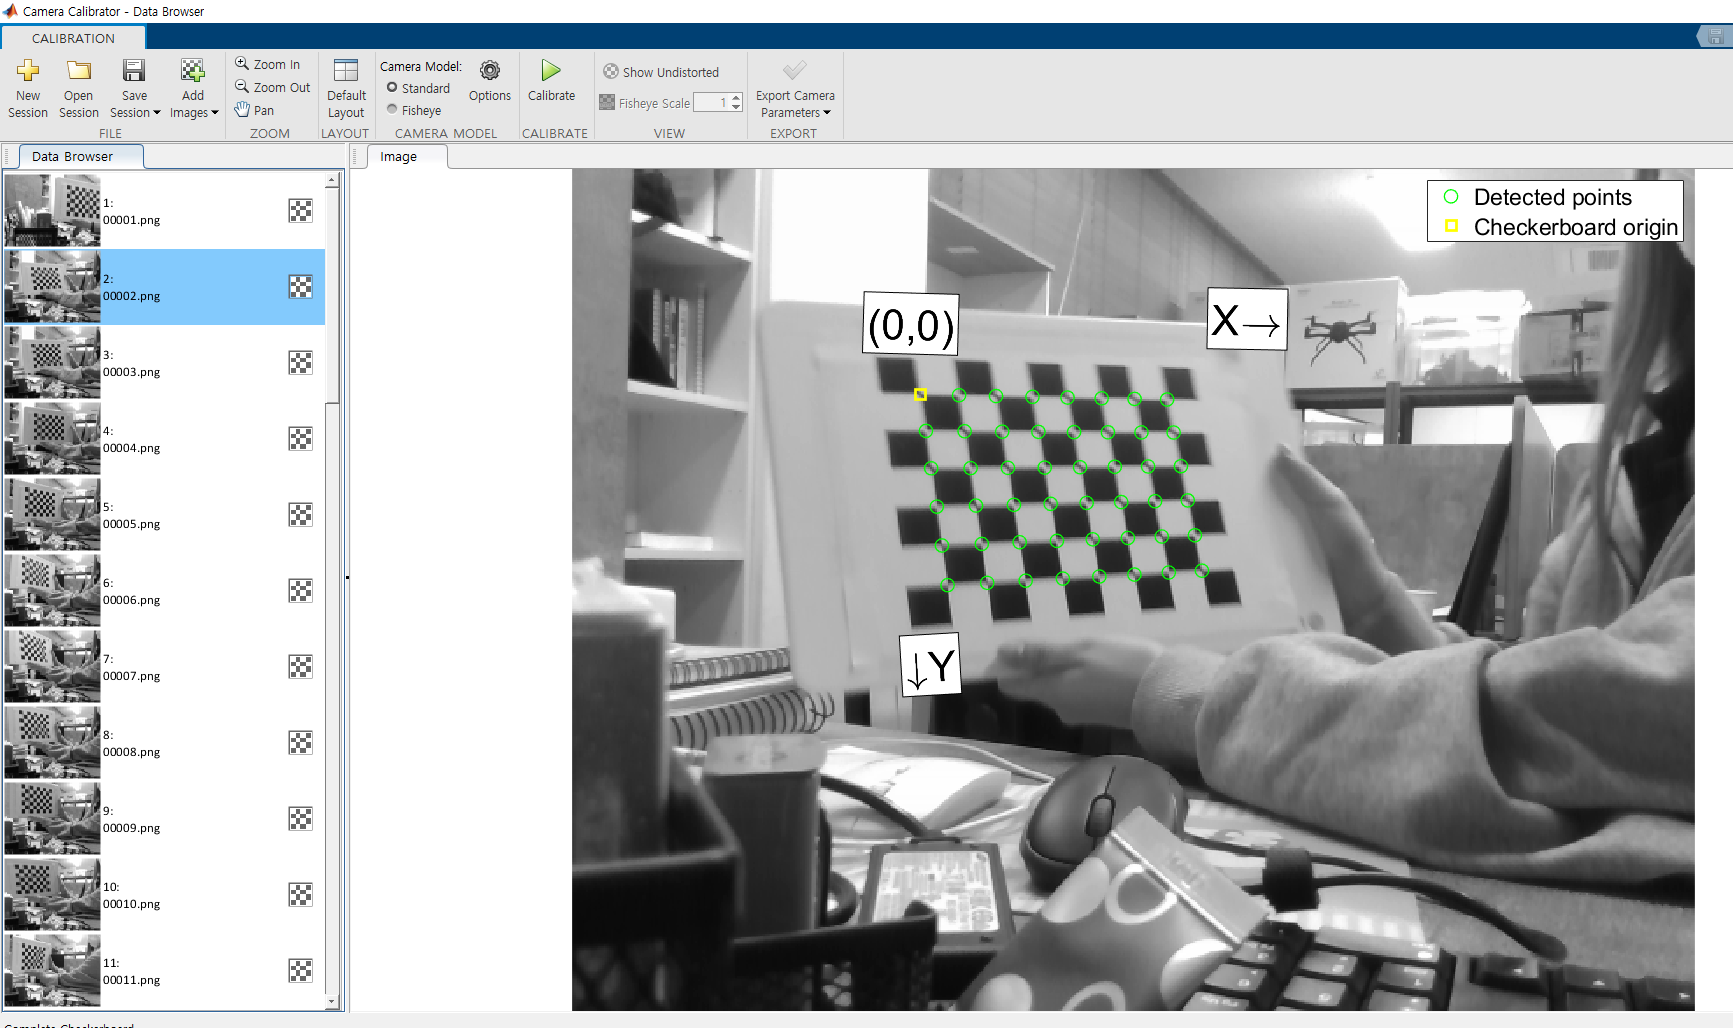 Camera Calibrator - Data Browser
CALIBRATION
New Session
Open Session
Save Session
Add Images
FILE
Zoom In
Zoom Out
Pan
ZOOM
Default Layout
LAYOUT
Camera Model:
Standard
Fisheye
Options
CAMERA MODEL
Calibrate
CALIBRATE
Show Undistorted
Fisheye Scale 1
VIEW
Export Camera Parameters
EXPORT
Data Browser
Image
1:
00001.png
2:
00002.png
3:
00003.png
4:
00004.png
5:
00005.png
6:
00006.png
7:
00007.png
8:
00008.png
9:
00009.png
10:
00010.png
11:
00011.png
Detected points
Checkerboard origin
(0,0)
X→
↓Y